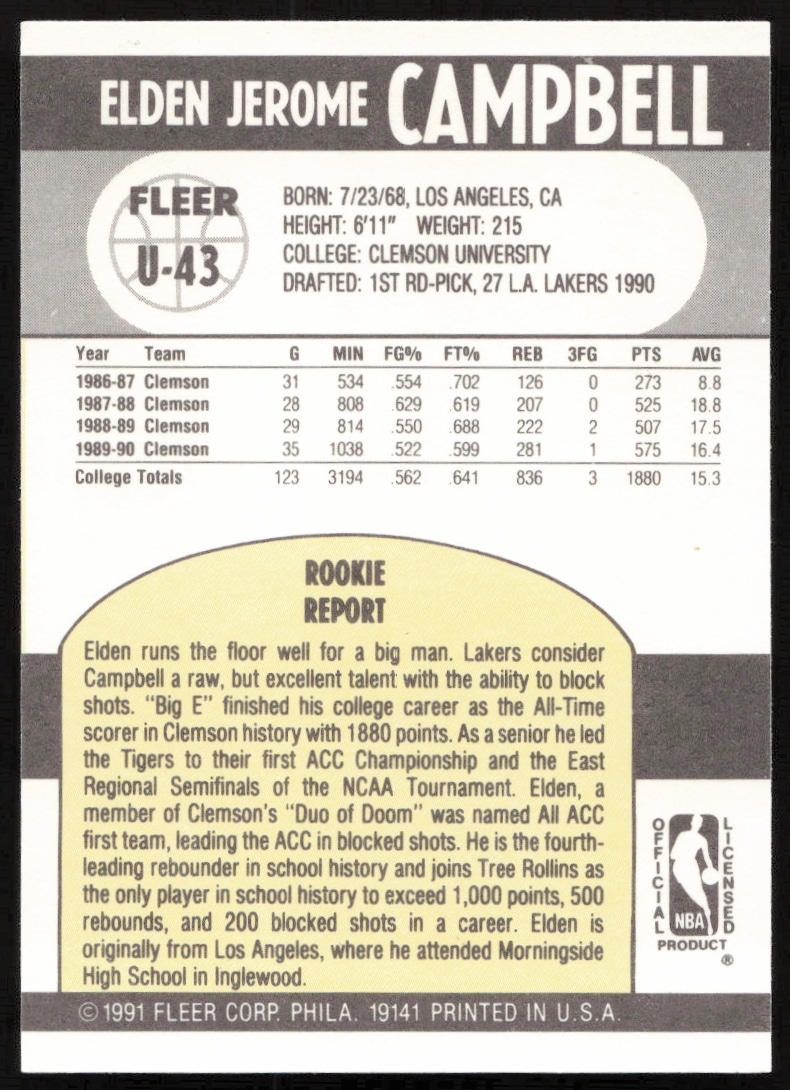 ELDEN JEROME CAMPBELL
FLEER
U-43
BORN: 7/23/68, LOS ANGELES, CA
HEIGHT: 6'11" WEIGHT: 215
COLLEGE: CLEMSON UNIVERSITY
DRAFTED: 1ST RD-PICK, 27 L.A. LAKERS 1990
Year Team G MIN FG% FT% REB 3FG PTS AVG
1986-87 Clemson 31 534 .554 .702 126 0 273 8.8
1987-88 Clemson 28 808 .629 .619 207 0 525 18.8
1988-89 Clemson 29 814 .550 .688 222 2 507 17.5
1989-90 Clemson 35 1038 .522 .599 281 1 575 16.4
College Totals 123 3194 .562 .641 836 3 1880 15.3
ROOKIE
REPORT
Elden runs the floor well for a big man. Lakers consider
Campbell a raw, but excellent talent with the ability to block
shots. "Big E" finished his college career as the All-Time
scorer in Clemson history with 1880 points. As a senior he led
the Tigers to their first ACC Championship and the East
Regional Semifinals of the NCAA Tournament. Elden, a
member of Clemson's "Duo of Doom" was named All ACC
first team, leading the ACC in blocked shots. He is the fourth-
leading rebounder in school history and joins Tree Rollins as
the only player in school history to exceed 1,000 points, 500
rebounds, and 200 blocked shots in a career. Elden is
originally from Los Angeles, where he attended Morningside
High School in Inglewood.
OFFICIAL
LICENSED
NBA
PRODUCT
®
© 1991 FLEER CORP. PHILA. 19141 PRINTED IN U.S.A.